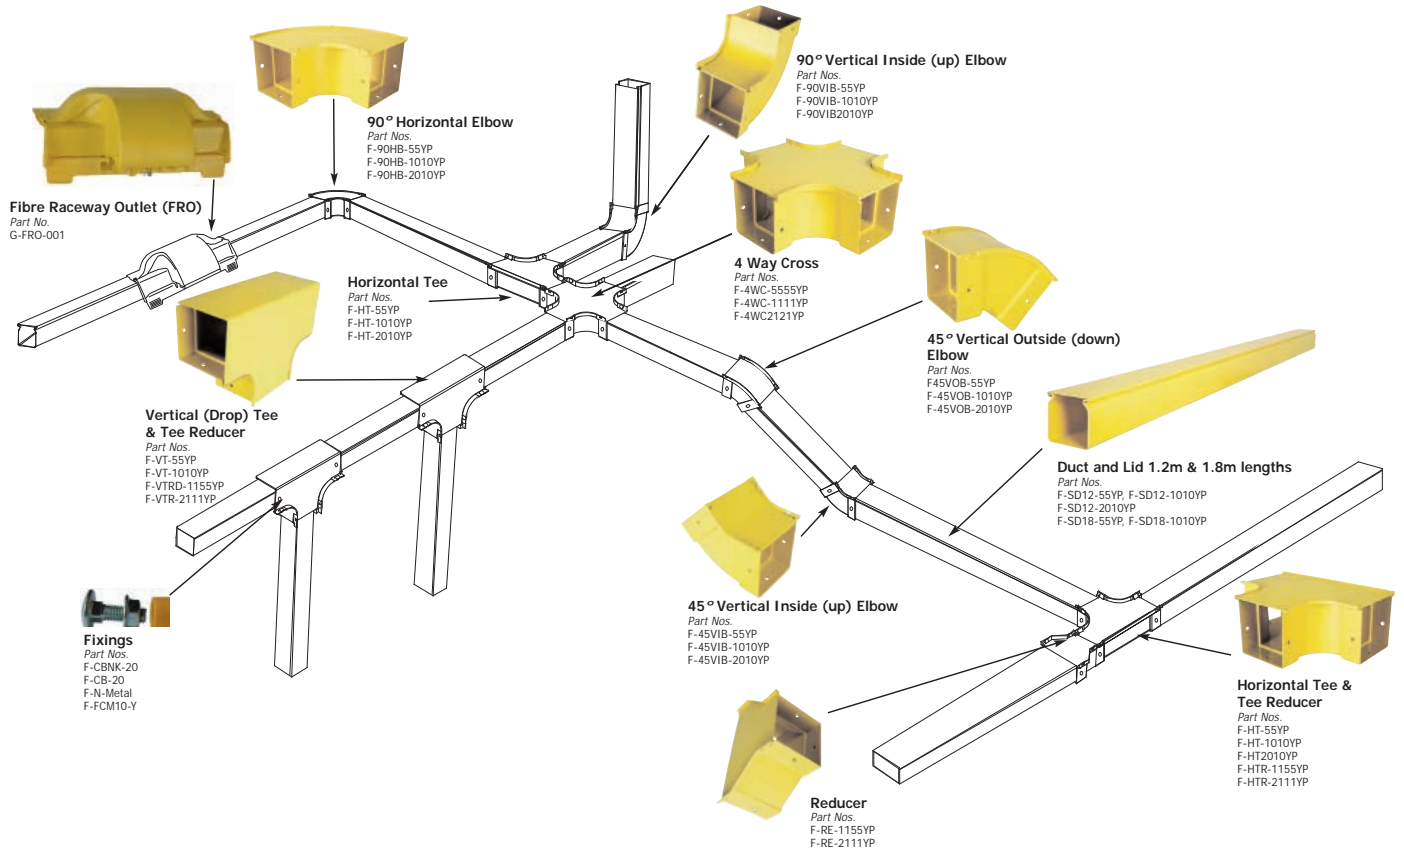 90° Vertical Inside (up) Elbow
Part Nos.
F-90VIB-55YP
F-90VIB-1010YP
F-90VIB2010YP
90° Horizontal Elbow
Part Nos.
F-90HB-55YP
F-90HB-1010YP
F-90HB-2010YP
Fibre Raceway Outlet (FRO)
Part No.
G-FRO-001
Horizontal Tee
Part Nos.
F-HT-55YP
F-HT-1010YP
F-HT-2010YP
4 Way Cross
Part Nos.
F-4WC-5555YP
F-4WC-1111YP
F-4WC2121YP
45° Vertical Outside (down)
Elbow
Part Nos.
F45VOB-55YP
F-45VOB-1010YP
F-45VOB-2010YP
Vertical (Drop) Tee
& Tee Reducer
Part Nos.
F-VT-55YP
F-VT-1010YP
F-VTRD-1155YP
F-VTR-2111YP
Duct and Lid 1.2m & 1.8m lengths
Part Nos.
F-SD12-55YP, F-SD12-1010YP
F-SD12-2010YP
F-SD18-55YP, F-SD18-1010YP
45° Vertical Inside (up) Elbow
Part Nos.
F-45VIB-55YP
F-45VIB-1010YP
F-45VIB-2010YP
Fixings
Part Nos.
F-CBNK-20
F-CB-20
F-N-Metal
F-FCM10-Y
Horizontal Tee &
Tee Reducer
Part Nos.
F-HT-55YP
F-HT-1010YP
F-HT2010YP
F-HTR-1155YP
F-HTR-2111YP
Reducer
Part Nos.
F-RE-1155YP
F-RE-2111YP